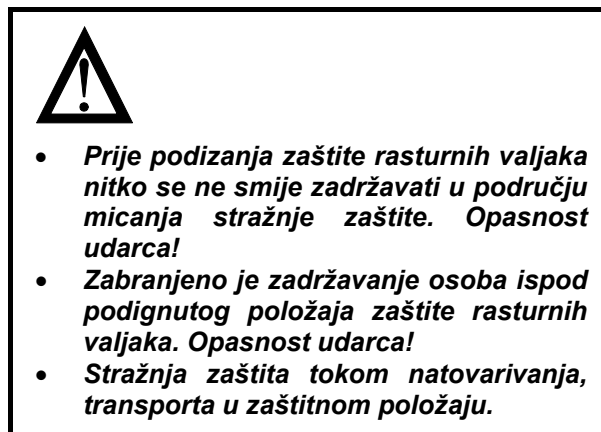 • Prije podizanja zaštite rasturnih valjaka
nitko se ne smije zadržavati u području
micanja stražnje zaštite. Opasnost
udarca!
• Zabranjeno je zadržavanje osoba ispod
podignutog položaja zaštite rasturnih
valjaka. Opasnost udarca!
• Stražnja zaštita tokom natovarivanja,
transporta u zaštitnom položaju.